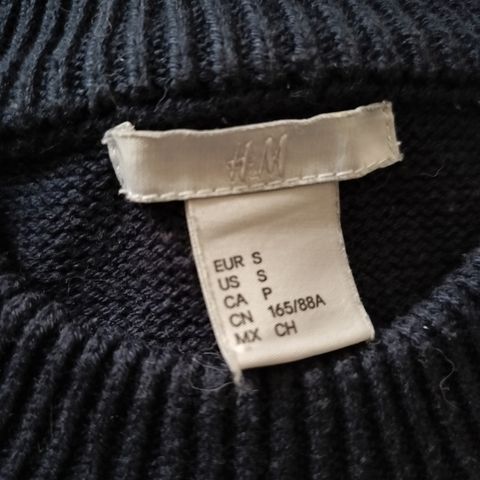 H&M
EUR S
US S
CA P
CN 165/88A
MX CH